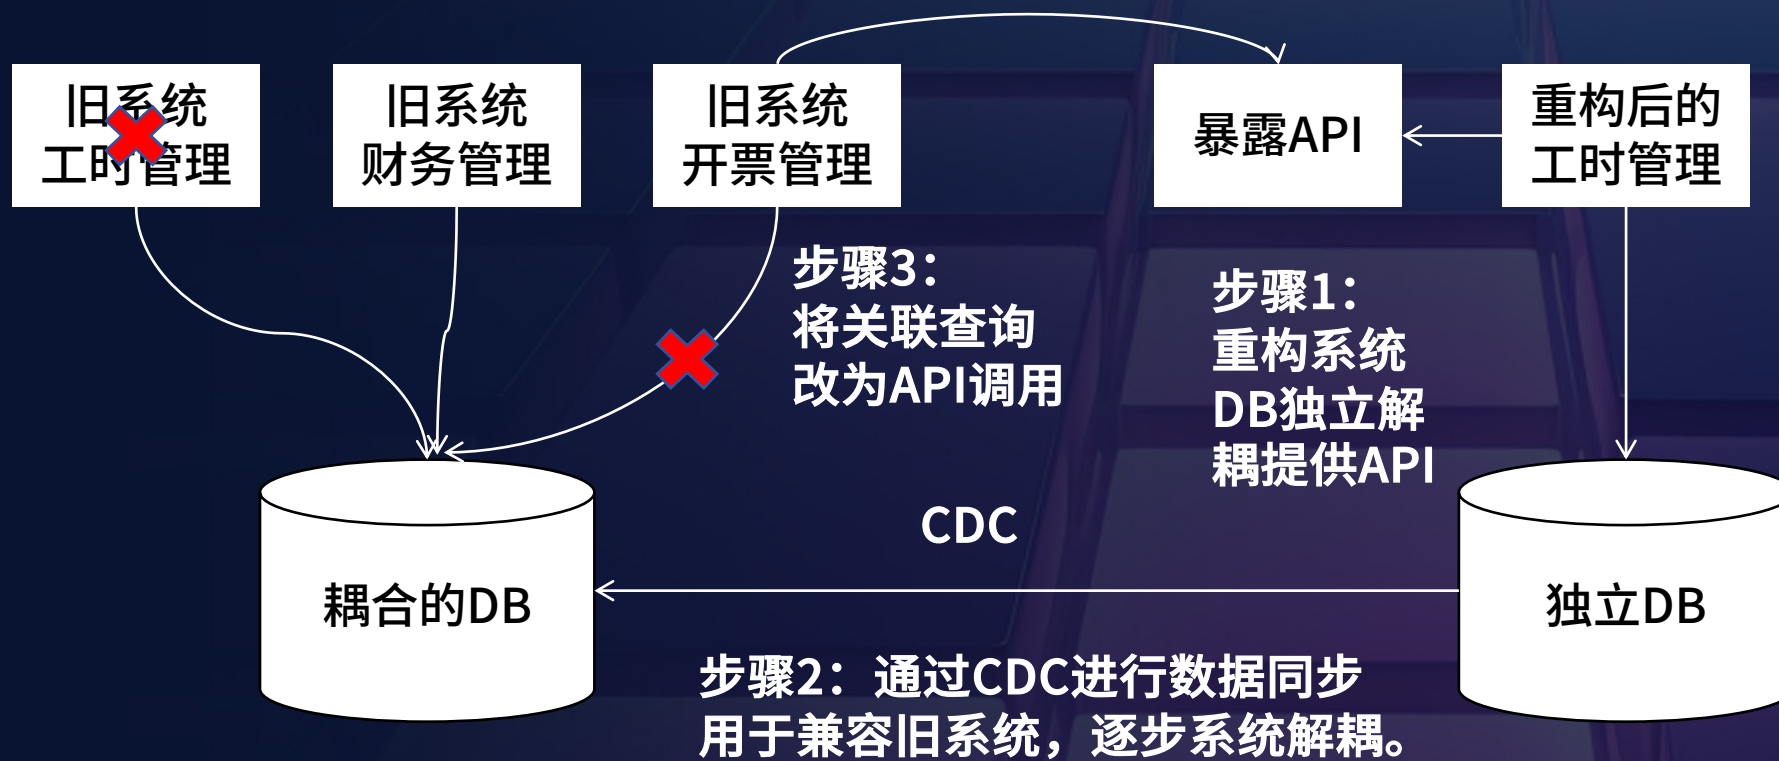 旧系统
工时管理
旧系统
财务管理
旧系统
开票管理
暴露API
重构后的
工时管理
步骤3：
将关联查询
改为API调用
步骤1：
重构系统
DB独立解
耦提供API
CDC
耦合的DB
独立DB
步骤2：通过CDC进行数据同步
用于兼容旧系统，逐步系统解耦。